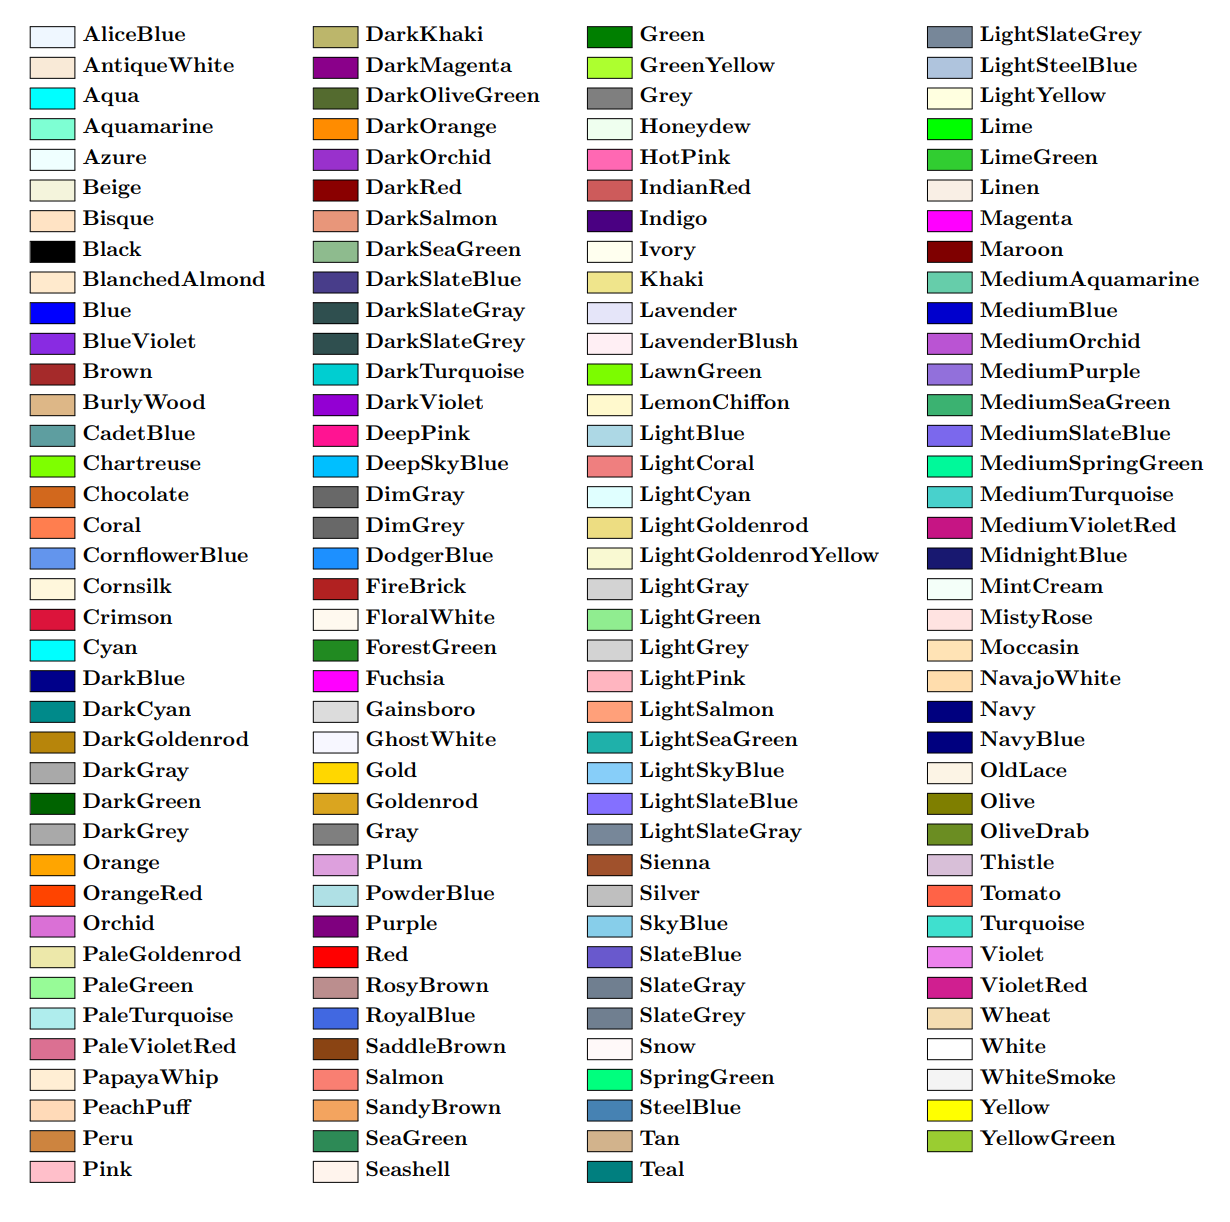 AliceBlue
AntiqueWhite
Aqua
Aquamarine
Azure
Beige
Bisque
Black
BlanchedAlmond
Blue
BlueViolet
Brown
BurlyWood
CadetBlue
Chartreuse
Chocolate
Coral
CornflowerBlue
Cornsilk
Crimson
Cyan
DarkBlue
DarkCyan
DarkGoldenrod
DarkGray
DarkGreen
DarkGrey
Orange
OrangeRed
Orchid
PaleGoldenrod
PaleGreen
PaleTurquoise
PaleVioletRed
PapayaWhip
PeachPuff
Peru
Pink
DarkKhaki
DarkMagenta
DarkOliveGreen
DarkOrange
DarkOrchid
DarkRed
DarkSalmon
DarkSeaGreen
DarkSlateBlue
DarkSlateGray
DarkSlateGrey
DarkTurquoise
DarkViolet
DeepPink
DeepSkyBlue
DimGray
DimGrey
DodgerBlue
FireBrick
FloralWhite
ForestGreen
Fuchsia
Gainsboro
GhostWhite
Gold
Goldenrod
Gray
Plum
PowderBlue
Purple
Red
RosyBrown
RoyalBlue
SaddleBrown
Salmon
SandyBrown
SeaGreen
Seashell
Green
GreenYellow
Grey
Honeydew
HotPink
IndianRed
Indigo
Ivory
Khaki
Lavender
LavenderBlush
LawnGreen
LemonChiffon
LightBlue
LightCoral
LightCyan
LightGoldenrod
LightGoldenrodYellow
LightGray
LightGreen
LightGrey
LightPink
LightSalmon
LightSeaGreen
LightSkyBlue
LightSlateBlue
LightSlateGray
Sienna
Silver
SkyBlue
SlateBlue
SlateGray
SlateGrey
Snow
SpringGreen
SteelBlue
Tan
Teal
LightSlateGrey
LightSteelBlue
LightYellow
Lime
LimeGreen
Linen
Magenta
Maroon
MediumAquamarine
MediumBlue
MediumOrchid
MediumPurple
MediumSeaGreen
MediumSlateBlue
MediumSpringGreen
MediumTurquoise
MediumVioletRed
MidnightBlue
MintCream
MistyRose
Moccasin
NavajoWhite
Navy
NavyBlue
OldLace
Olive
OliveDrab
Thistle
Tomato
Turquoise
Violet
VioletRed
Wheat
White
WhiteSmoke
Yellow
YellowGreen